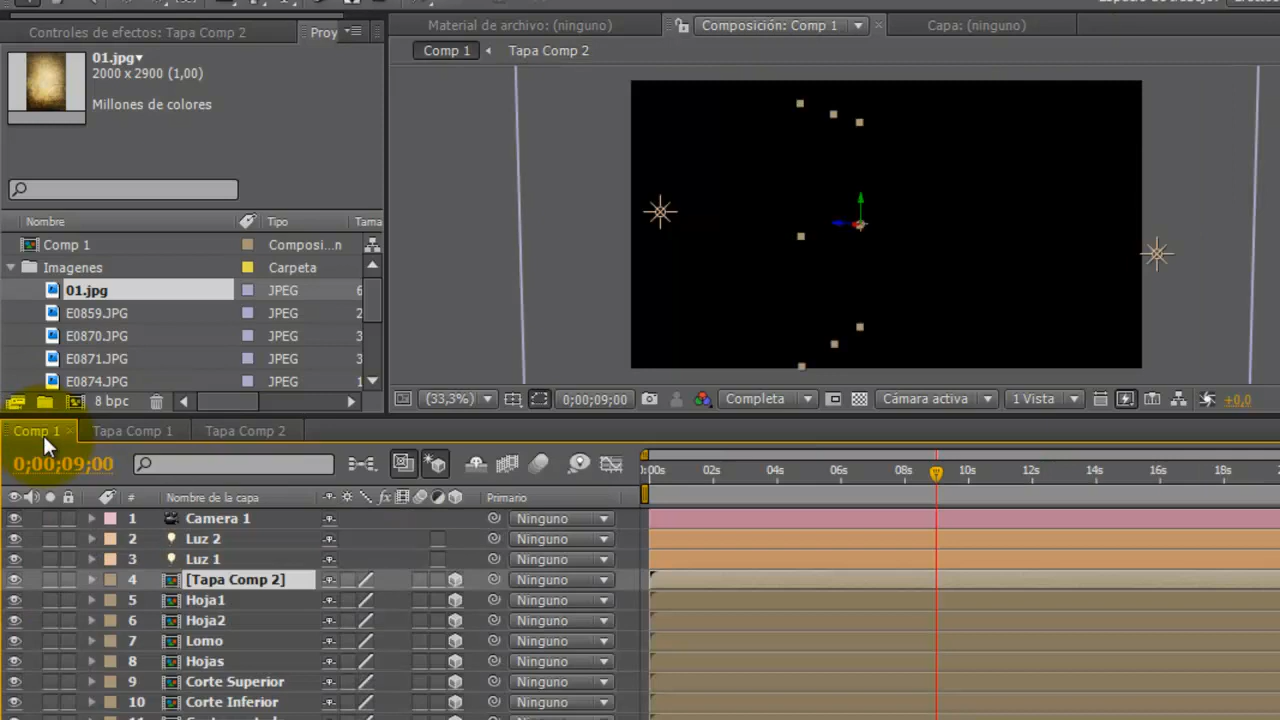 Material de archivo: (ninguno)
Composición: Comp 1
Capa: (ninguno)
Controles de efectos: Tapa Comp 2
Proy
Comp 1
Tapa Comp 2
01.jpg
2000 x 2900 (1,00)
Millones de colores
Nombre
Tipo
Tama
Comp 1
Composi...n
Imagenes
Carpeta
01.jpg
JPEG
6
E0859.JPG
JPEG
2
E0870.JPG
JPEG
3
E0871.JPG
JPEG
3
E0874.JPG
JPEG
1
8 bpc
(33,3%)
0;00;09;00
Completa
Cámara activa
1 Vista
+0,0
Comp 1
Tapa Comp 1
Tapa Comp 2
0;00;09;00
:00s
02s
04s
06s
08s
10s
12s
14s
16s
18s
#
Nombre de la capa
fx
Primario
1
Camera 1
Ninguno
2
Luz 2
Ninguno
3
Luz 1
Ninguno
4
[Tapa Comp 2]
Ninguno
5
Hoja1
Ninguno
6
Hoja2
Ninguno
7
Lomo
Ninguno
8
Hojas
Ninguno
9
Corte Superior
Ninguno
10
Corte Inferior
Ninguno